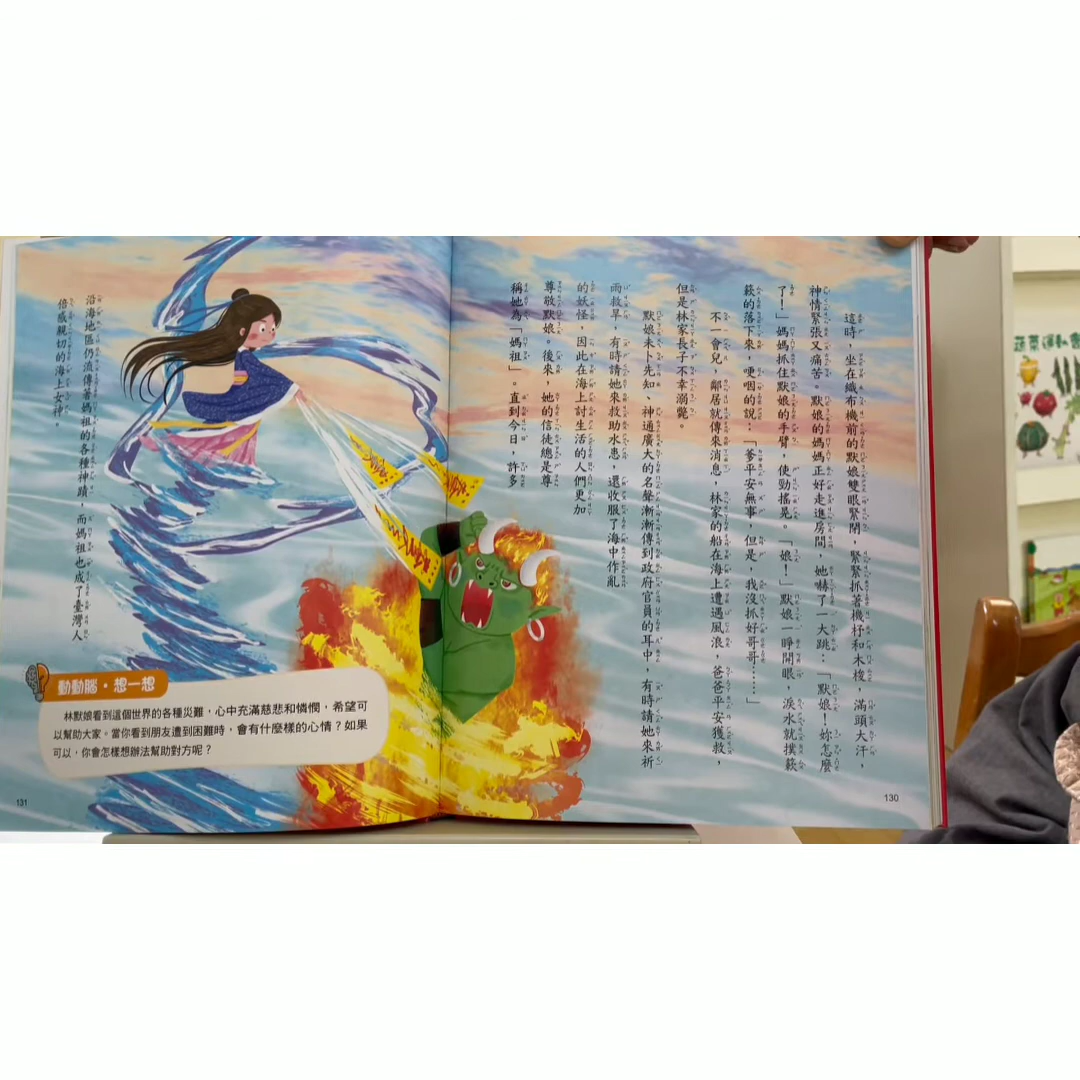 這時，坐在織布機前的默娘雙眼緊閉，緊緊抓著機杼和木梭，滿頭大汗，
神情緊張又痛苦。默娘的媽媽正好走進房間，她嚇了一大跳：「默娘！妳怎麼
了！」媽媽抓住默娘的手臂，使勁搖晃。「娘！」默娘一睜開眼，淚水就撲簌
簌的落下來，哽咽的說：「爹平安無事，但是，我沒抓好哥哥……」
不一會兒，鄰居就傳來消息，林家的船在海上遭遇風浪，爸爸平安獲救，
但是林家長子不幸溺斃。
默娘未卜先知、神通廣大的名聲漸漸傳到政府官員的耳中，有時請她來祈
雨救旱，有時請她來救助水患，還收服了海中作亂
的妖怪，因此在海上討生活的人們更加
尊敬默娘。後來，她的信徒總是尊
稱她為「媽祖」。直到今日，許多
130
沿海地區仍流傳著媽祖的各種神蹟，而媽祖也成了臺灣人
倍感親切的海上女神。
動動腦・想一想
林默娘看到這個世界的各種災難，心中充滿慈悲和憐憫，希望可
以幫助大家。當你看到朋友遭到困難時，會有什麼樣的心情？如果
可以，你會怎樣想辦法幫助對方呢？
131
蔬菜運動會